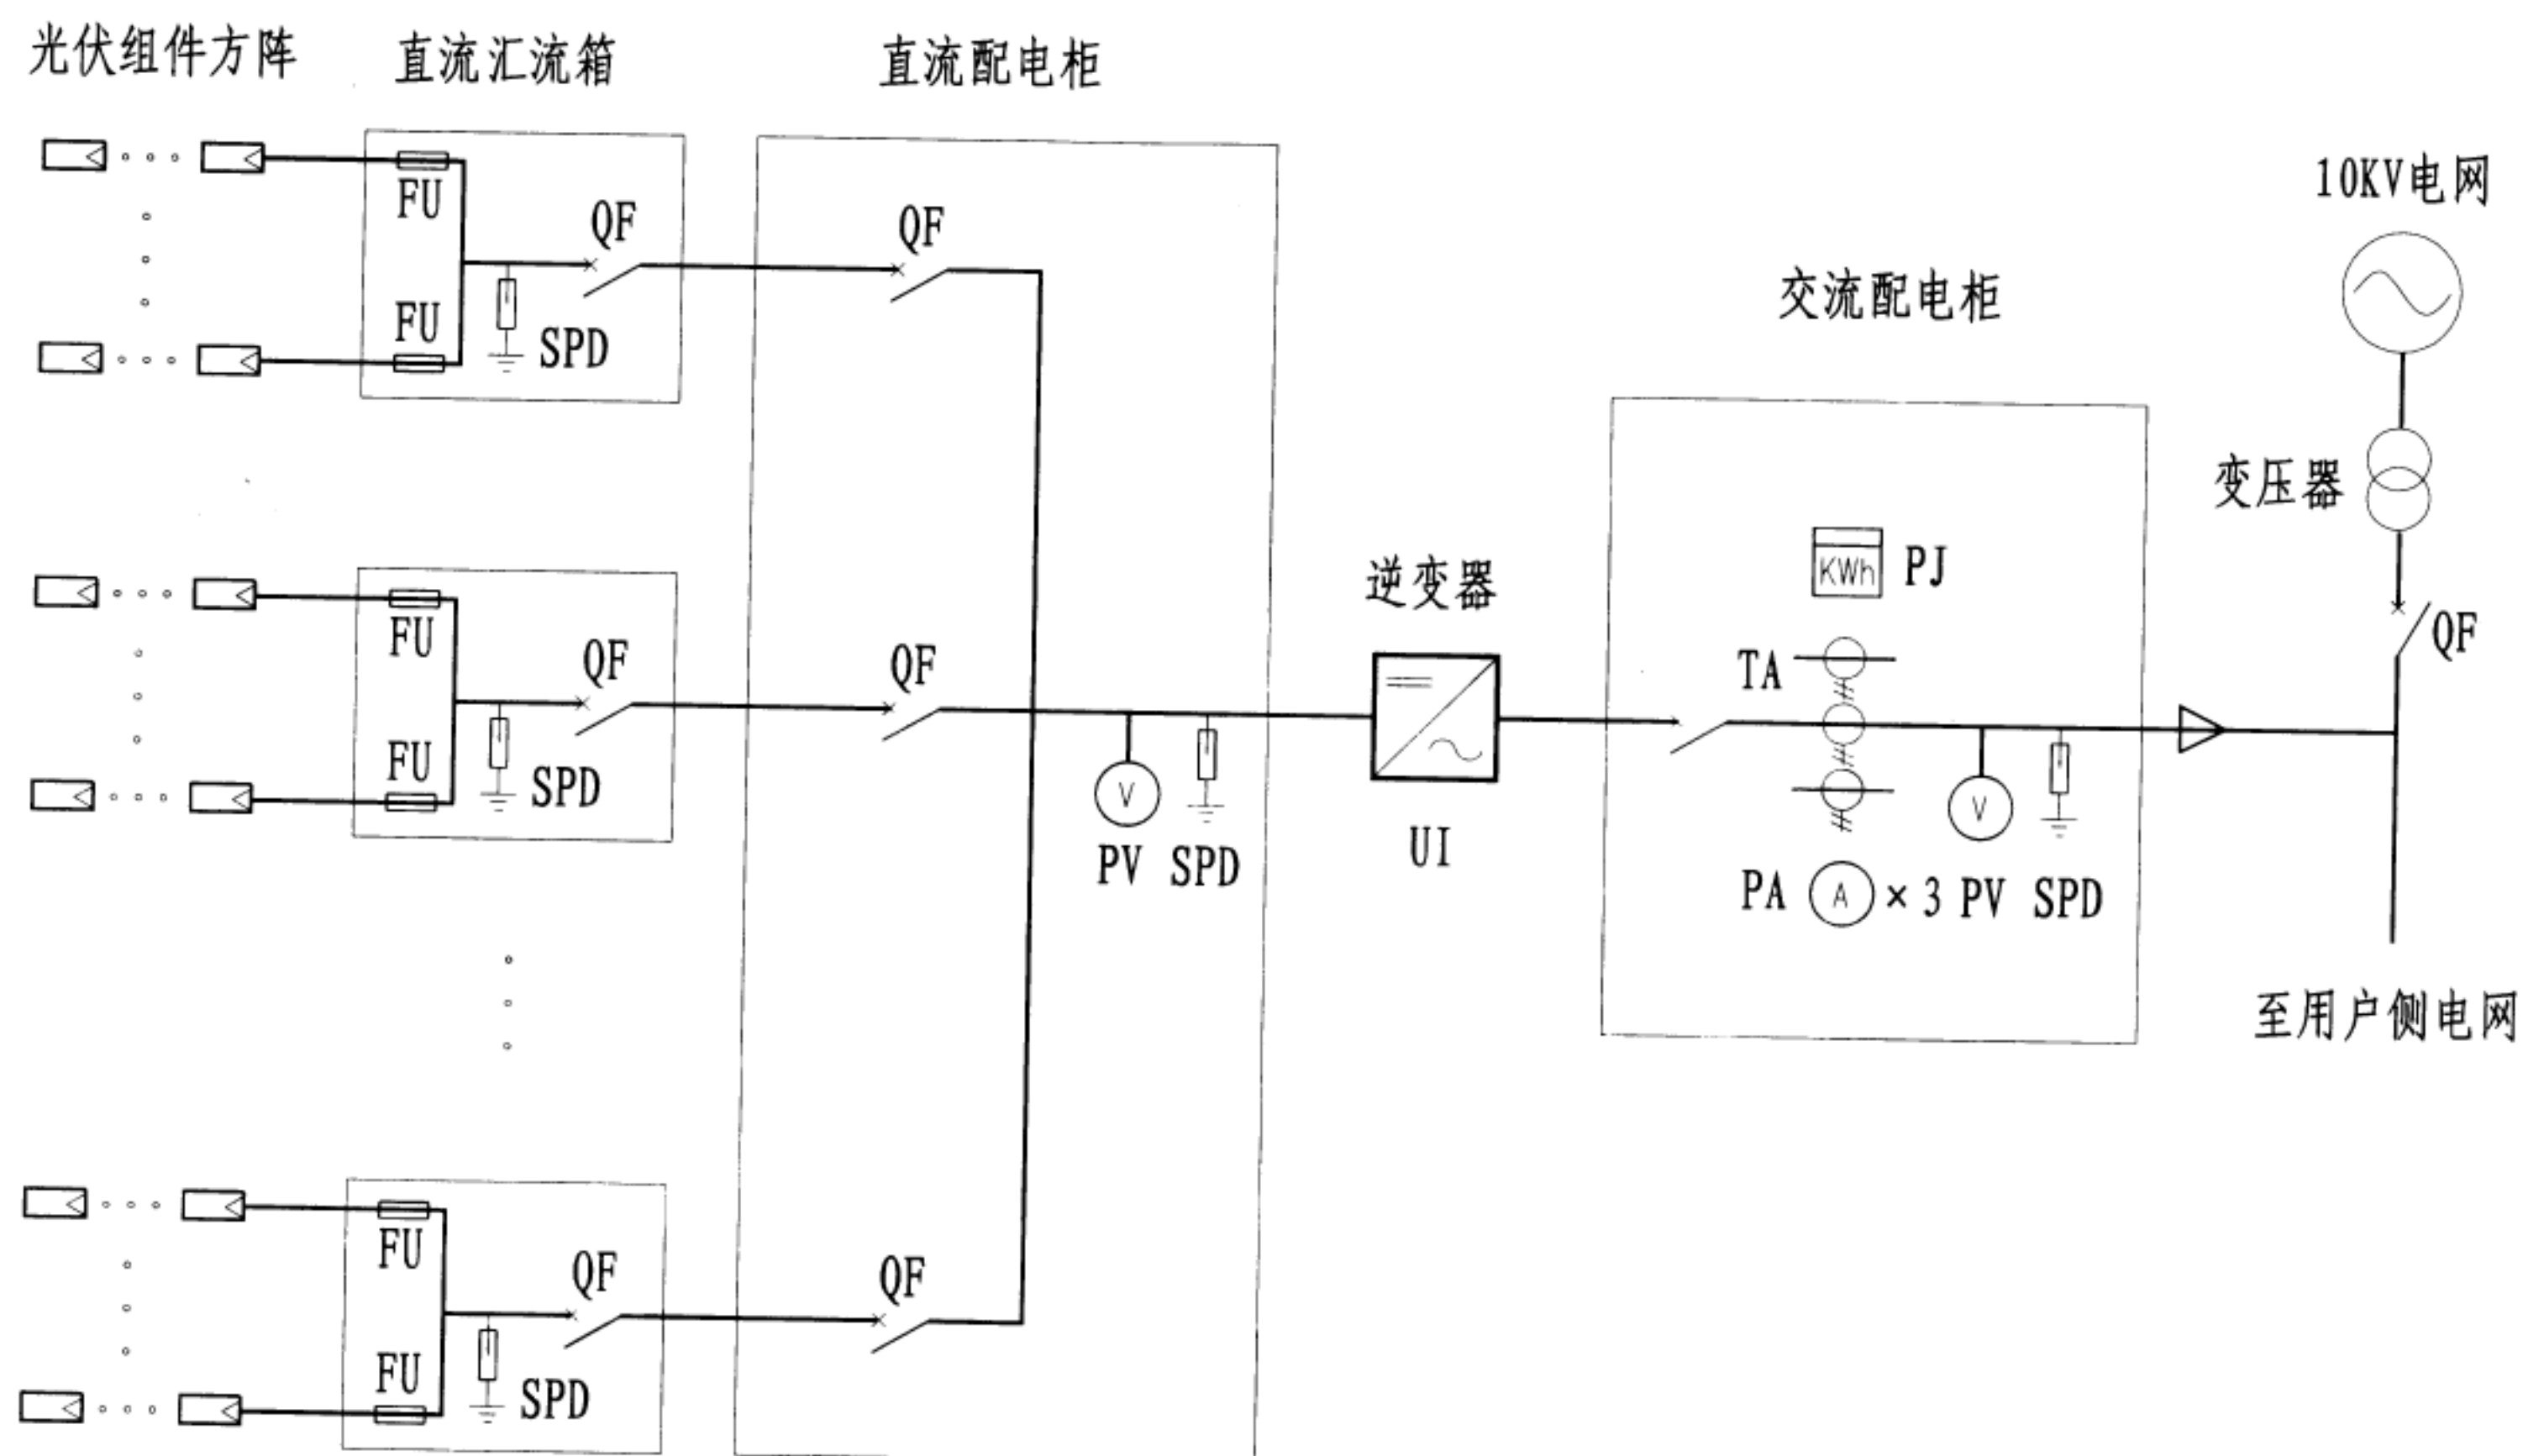 光伏组件方阵
直流汇流箱
直流配电柜
FU
QF
FU
SPD
QF
10KV电网
交流配电柜
变压器
QF
FU
QF
FU
SPD
QF
PV
SPD
逆变器
UI
KWh
PJ
TA
V
V
PA
A
×3
PV
SPD
至用户侧电网
FU
QF
FU
SPD
QF